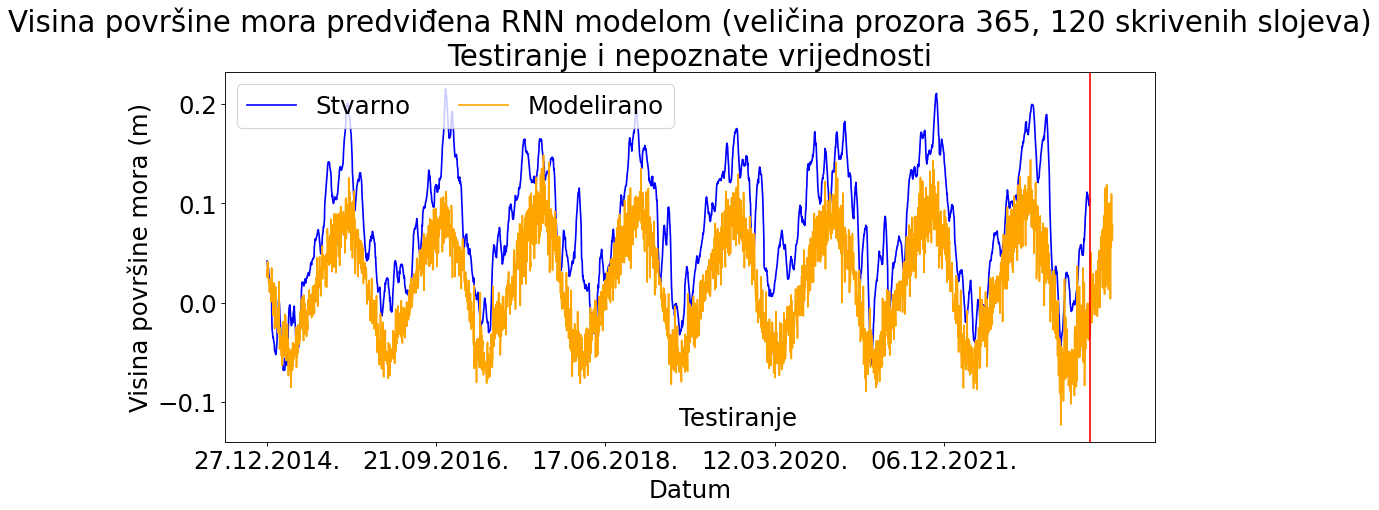 Visina površine mora predviđena RNN modelom (veličina prozora 365, 120 skrivenih slojeva)
Testiranje i nepoznate vrijednosti
Stvarno Modelirano
Visina površine mora (m)
0.2
0.1
0.0
−0.1
Testiranje
27.12.2014. 21.09.2016. 17.06.2018. 12.03.2020. 06.12.2021.
Datum